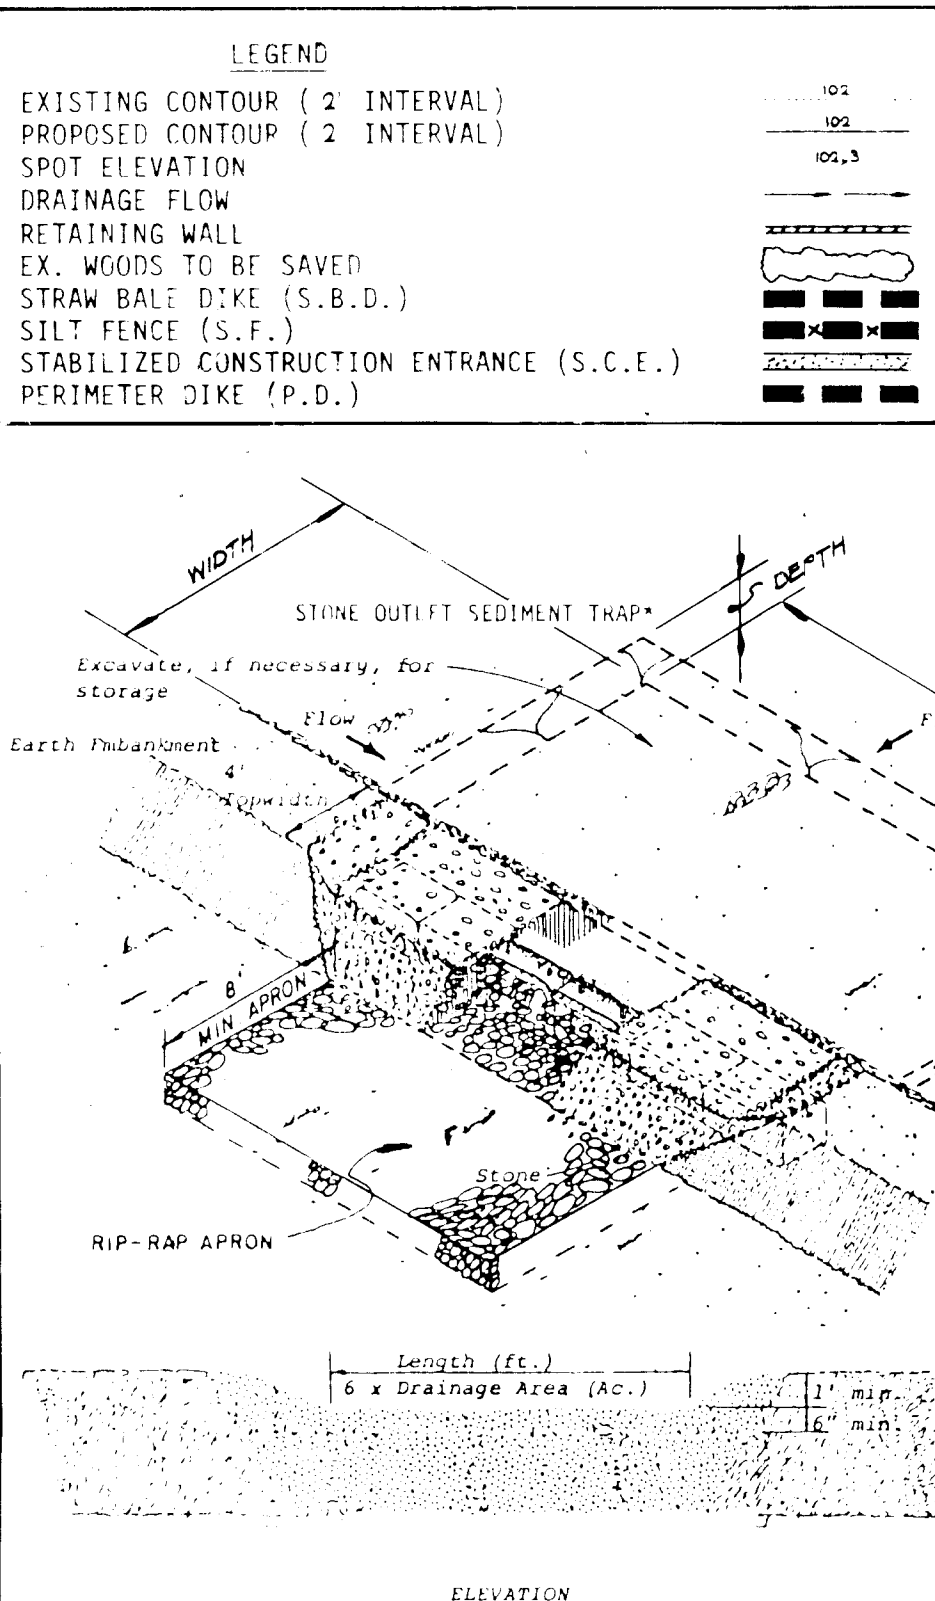 LEGEND
EXISTING CONTOUR ( 2' INTERVAL) 102
PROPOSED CONTOUR ( 2 INTERVAL) 102
SPOT ELEVATION 102.3
DRAINAGE FLOW
RETAINING WALL
EX. WOODS TO BE SAVED
STRAW BALE DIKE (S.B.D.)
SILT FENCE (S.F.)
STABILIZED CONSTRUCTION ENTRANCE (S.C.E.)
PERIMETER DIKE (P.D.)
WIDTH
DEPTH
STONE OUTLET SEDIMENT TRAP*
Excavate, if necessary, for
storage
Flow
F
Earth Embankment
4'
Topwidth
8'
MIN APRON
Stone
RIP-RAP APRON
Length (ft.)
6 x Drainage Area (Ac.)
1' min.
6" min.
ELEVATION